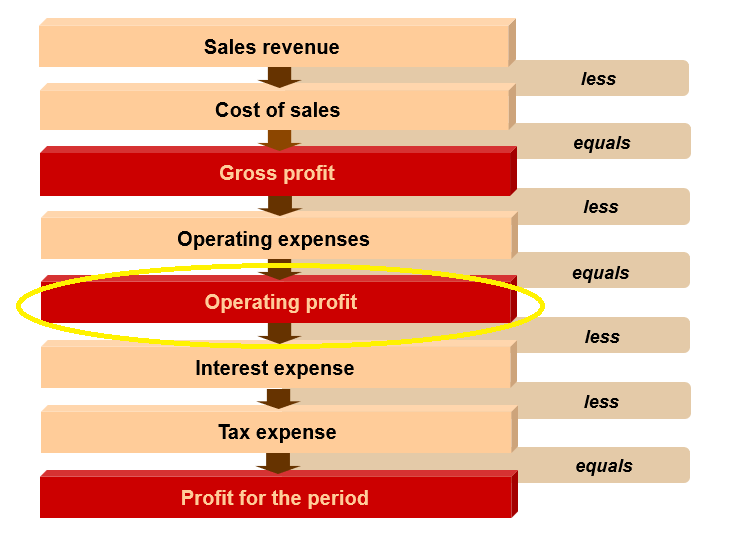 Sales revenue
less
Cost of sales
equals
Gross profit
less
Operating expenses
equals
Operating profit
less
Interest expense
less
Tax expense
equals
Profit for the period